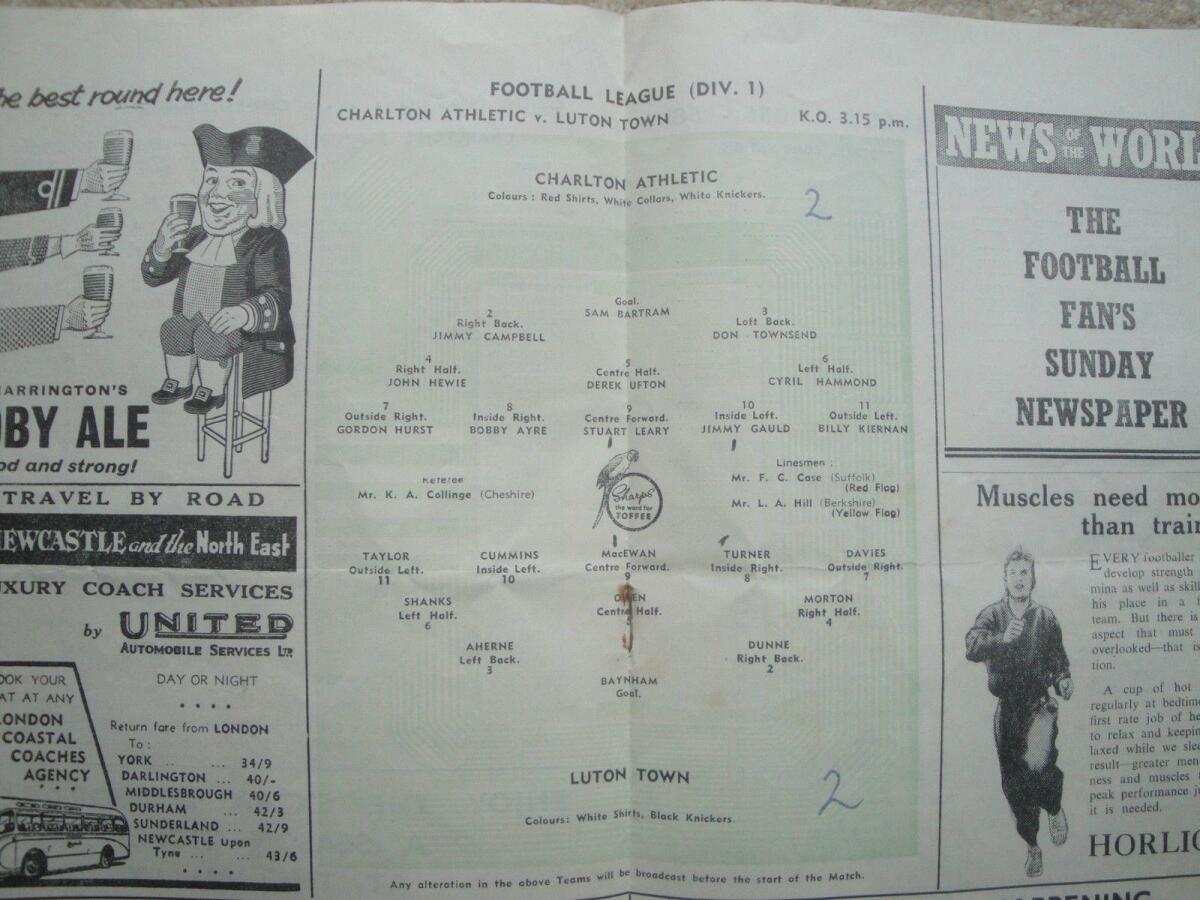 he best round here!
ARRINGTON'S
OBY ALE
od and strong!
TRAVEL BY ROAD
NEWCASTLE and the North East
UXURY COACH SERVICES
by UNITED
AUTOMOBILE SERVICES LTD.
OOK YOUR
AT AT ANY
LONDON
COASTAL
COACHES
AGENCY
DAY OR NIGHT
Return fare from LONDON
To:
YORK .. ... 34/9
DARLINGTON ... 40/-
MIDDLESBROUGH 40/6
DURHAM ... 42/3
SUNDERLAND ... 42/9
NEWCASTLE upon
Tyne ... ... 43/6
FOOTBALL LEAGUE (DIV. 1)
CHARLTON ATHLETIC v. LUTON TOWN K.O. 3.15 p.m.
CHARLTON ATHLETIC
Colours : Red Shirts, White Collars, White Knickers.
2
Goal.
SAM BARTRAM
2
Right Back.
JIMMY CAMPBELL
3
Left Back.
DON TOWNSEND
4
Right Half.
JOHN HEWIE
5
Centre Half.
DEREK UFTON
6
Left Half.
CYRIL HAMMOND
7
Outside Right.
GORDON HURST
8
Inside Right.
BOBBY AYRE
9
Centre Forward.
STUART LEARY
10
Inside Left.
JIMMY GAULD
11
Outside Left.
BILLY KIERNAN
Referee
Mr. K. A. Collinge (Cheshire)
Sharps
the word for
TOFFEE
Linesmen :
Mr. F. C. Case (Suffolk)
(Red Flag)
Mr. L. A. Hill (Berkshire)
(Yellow Flag)
TAYLOR
Outside Left.
11
CUMMINS
Inside Left.
10
MacEWAN
Centre Forward.
9
TURNER
Inside Right.
8
DAVIES
Outside Right.
7
SHANKS
Left Half.
6
OWEN
Centre Half.
5
MORTON
Right Half.
4
AHERNE
Left Back.
3
DUNNE
Right Back.
2
BAYNHAM
Goal.
LUTON TOWN
2
Colours: White Shirts, Black Knickers.
Any alteration in the above Teams will be broadcast before the start of the Match.
NEWS OF THE WORL
THE
FOOTBALL
FAN'S
SUNDAY
NEWSPAPER
Muscles need mo
than train
EVERY footballer
develop strength
mina as well as skill
his place in a f
team. But there is
aspect that must
overlooked—that is
tion.
A cup of hot
regularly at bedtime
first rate job of he
to relax and keeping
laxed while we slee
result—greater men
ness and muscles
peak performance ju
it is needed.
HORLIC